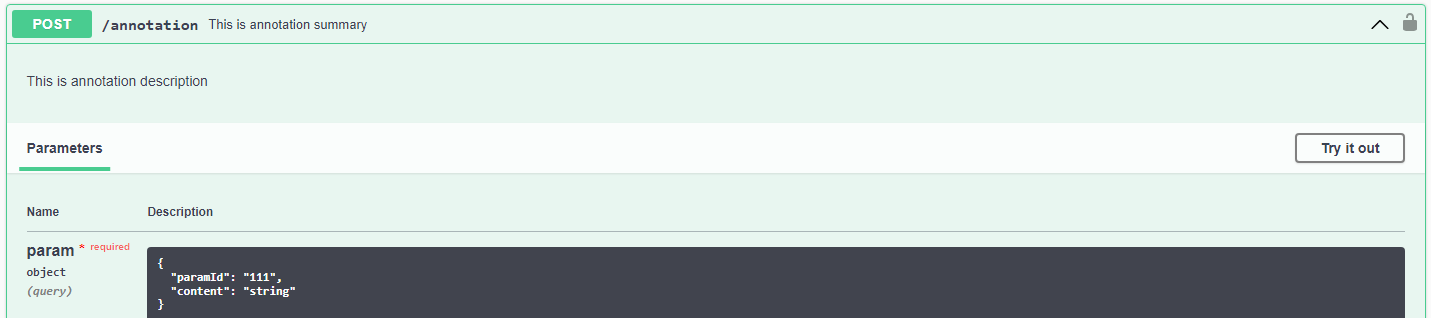 POST /annotation This is annotation summary
This is annotation description
Parameters Try it out
Name Description
param * required
object
(query)
{
"paramId": "111",
"content": "string"
}